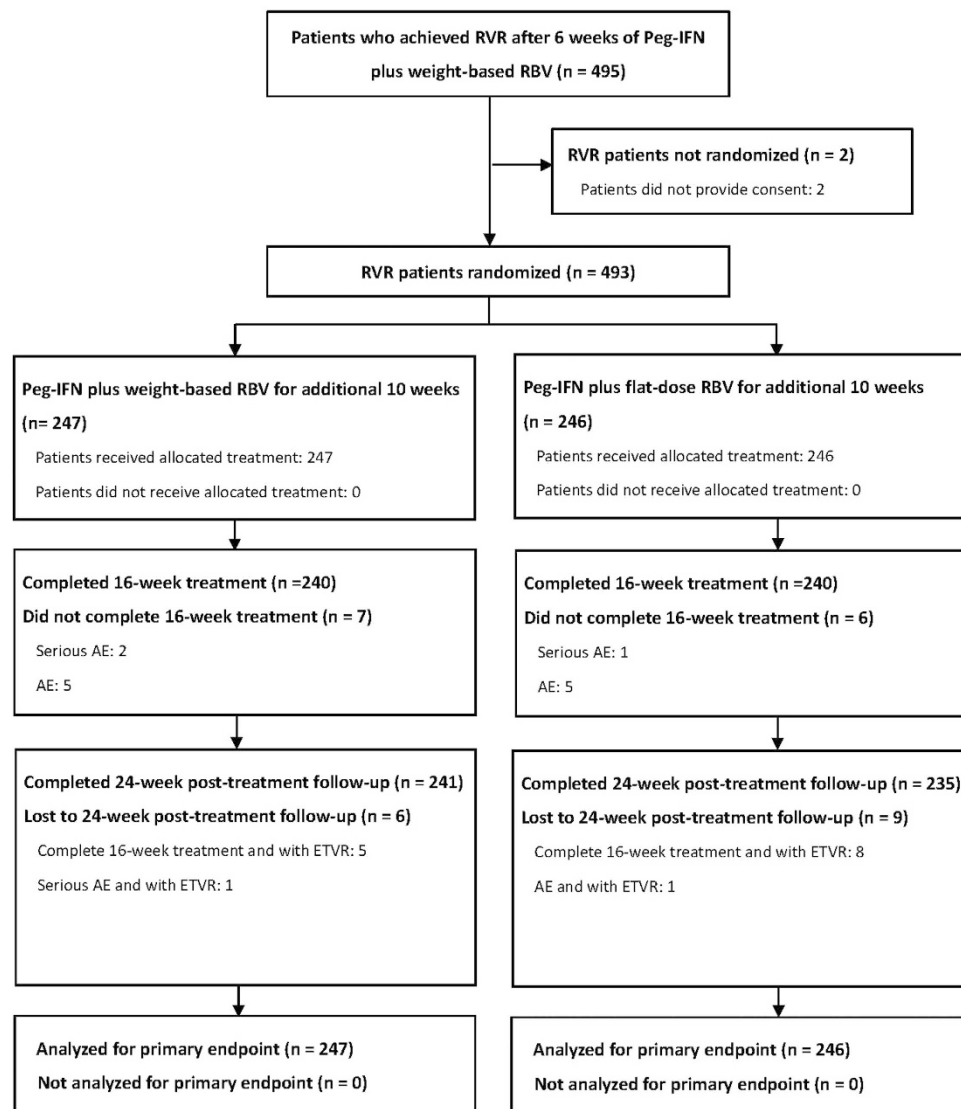 Patients who achieved RVR after 6 weeks of Peg-IFN
plus weight-based RBV (n = 495)
RVR patients not randomized (n = 2)
Patients did not provide consent: 2
RVR patients randomized (n = 493)
Peg-IFN plus weight-based RBV for additional 10 weeks
(n= 247)
Patients received allocated treatment: 247
Patients did not receive allocated treatment: 0
Peg-IFN plus flat-dose RBV for additional 10 weeks
(n = 246)
Patients received allocated treatment: 246
Patients did not receive allocated treatment: 0
Completed 16-week treatment (n =240)
Did not complete 16-week treatment (n = 7)
Serious AE: 2
AE: 5
Completed 16-week treatment (n =240)
Did not complete 16-week treatment (n = 6)
Serious AE: 1
AE: 5
Completed 24-week post-treatment follow-up (n = 241)
Lost to 24-week post-treatment follow-up (n = 6)
Complete 16-week treatment and with ETVR: 5
Serious AE and with ETVR: 1
Completed 24-week post-treatment follow-up (n = 235)
Lost to 24-week post-treatment follow-up (n = 9)
Complete 16-week treatment and with ETVR: 8
AE and with ETVR: 1
Analyzed for primary endpoint (n = 247)
Not analyzed for primary endpoint (n = 0)
Analyzed for primary endpoint (n = 246)
Not analyzed for primary endpoint (n = 0)